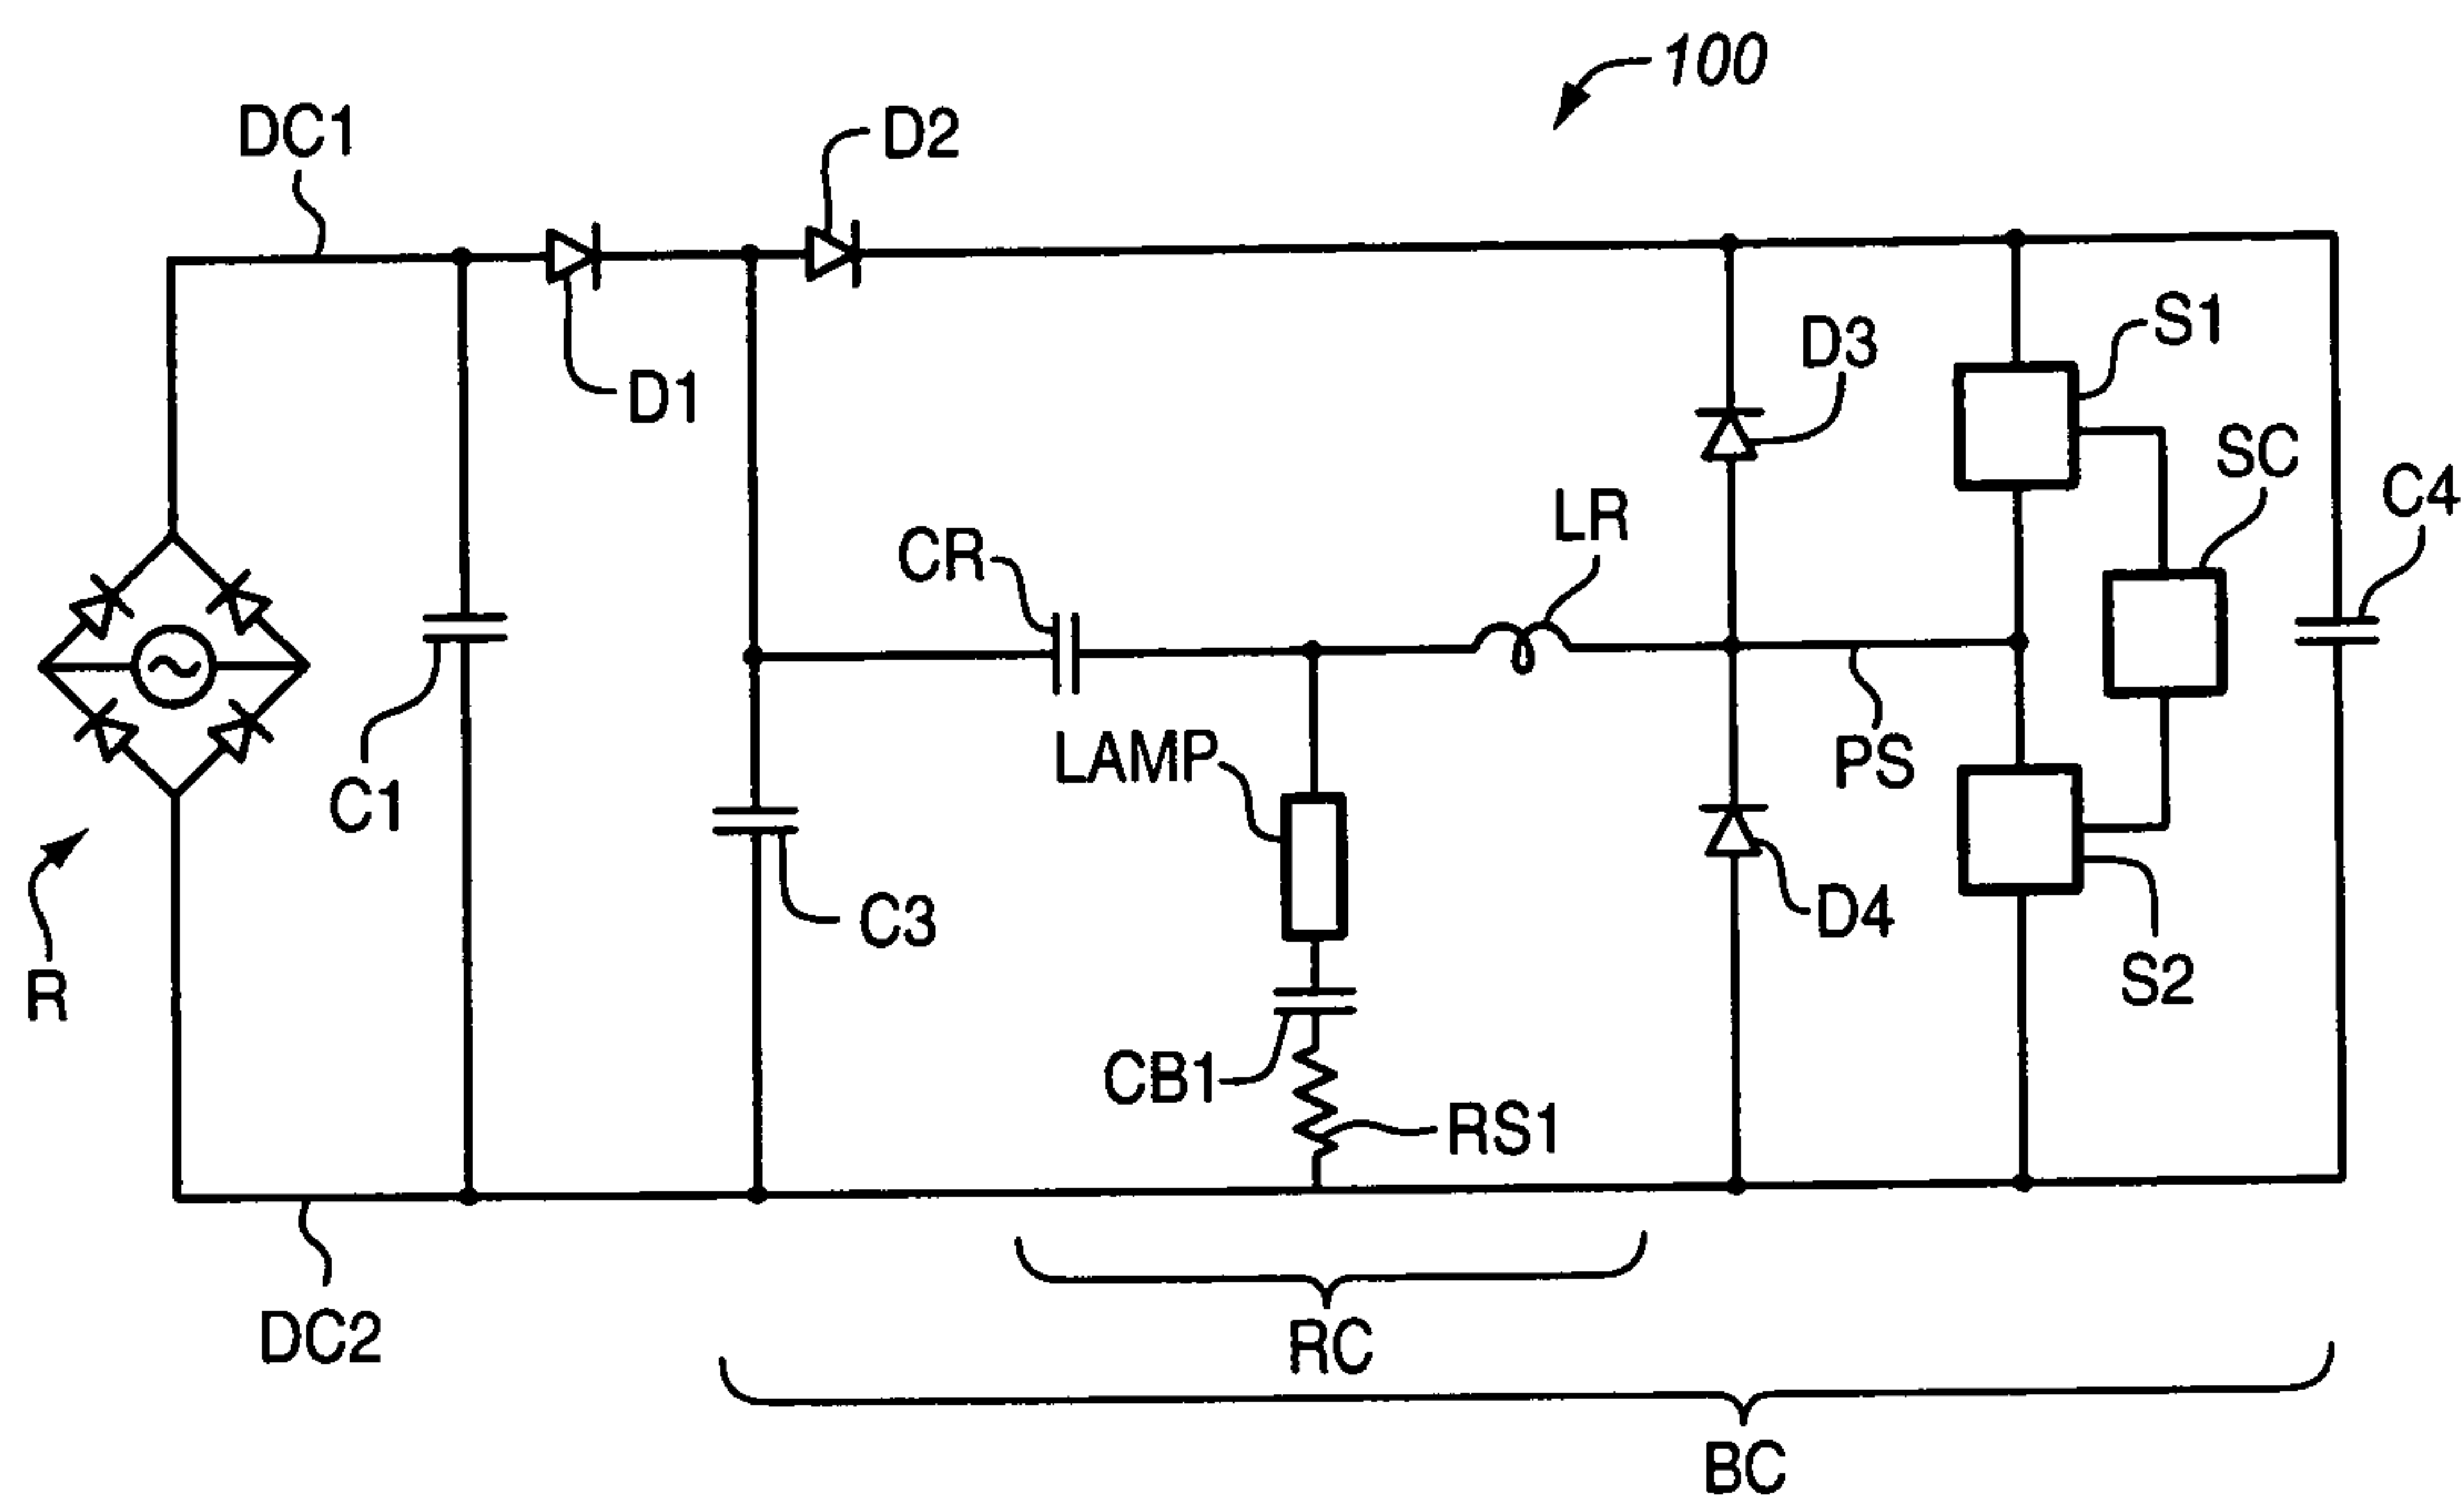 100
DC1
D2
D1
D3
S1
SC
C4
LR
CR
LAMP
PS
C1
C3
D4
S2
R
CB1
RS1
DC2
RC
BC